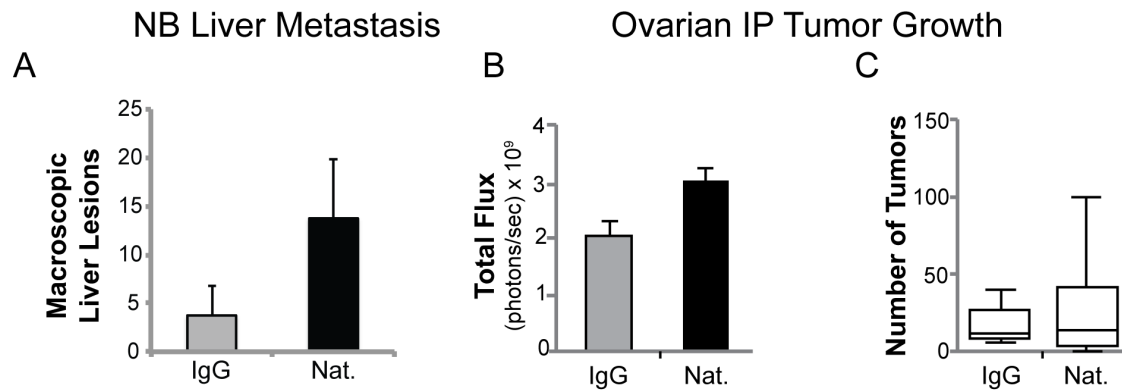 NB Liver Metastasis
Ovarian IP Tumor Growth
A
B
C
Macroscopic
Liver Lesions
25
20
15
10
5
0
IgG
Nat.
Total Flux
(photons/sec) x 10⁹
4
3
2
1
0
IgG
Nat.
Number of Tumors
150
100
50
0
IgG
Nat.